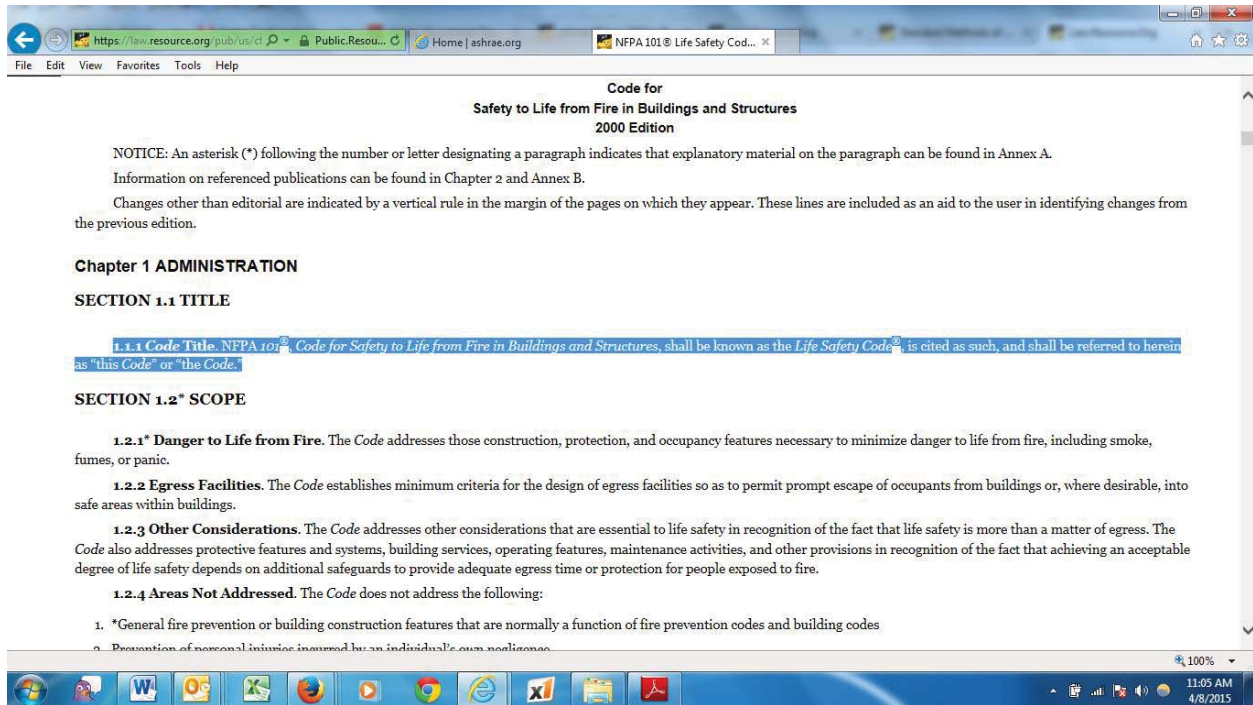 https://law.resource.org/pub/us/cf
Public.Resou...
Home | ashrae.org
NFPA 101® Life Safety Cod...
File Edit View Favorites Tools Help
Code for
Safety to Life from Fire in Buildings and Structures
2000 Edition
NOTICE: An asterisk (*) following the number or letter designating a paragraph indicates that explanatory material on the paragraph can be found in Annex A.
Information on referenced publications can be found in Chapter 2 and Annex B.
Changes other than editorial are indicated by a vertical rule in the margin of the pages on which they appear. These lines are included as an aid to the user in identifying changes from
the previous edition.
Chapter 1 ADMINISTRATION
SECTION 1.1 TITLE
1.1.1 Code Title. NFPA 101®, Code for Safety to Life from Fire in Buildings and Structures, shall be known as the Life Safety Code®, is cited as such, and shall be referred to herein
as “this Code” or “the Code.”
SECTION 1.2* SCOPE
1.2.1* Danger to Life from Fire. The Code addresses those construction, protection, and occupancy features necessary to minimize danger to life from fire, including smoke,
fumes, or panic.
1.2.2 Egress Facilities. The Code establishes minimum criteria for the design of egress facilities so as to permit prompt escape of occupants from buildings or, where desirable, into
safe areas within buildings.
1.2.3 Other Considerations. The Code addresses other considerations that are essential to life safety in recognition of the fact that life safety is more than a matter of egress. The
Code also addresses protective features and systems, building services, operating features, maintenance activities, and other provisions in recognition of the fact that achieving an acceptable
degree of life safety depends on additional safeguards to provide adequate egress time or protection for people exposed to fire.
1.2.4 Areas Not Addressed. The Code does not address the following:
1. *General fire prevention or building construction features that are normally a function of fire prevention codes and building codes
2. Prevention of personal injuries incurred by an individual's own negligence
100%
11:05 AM
4/8/2015